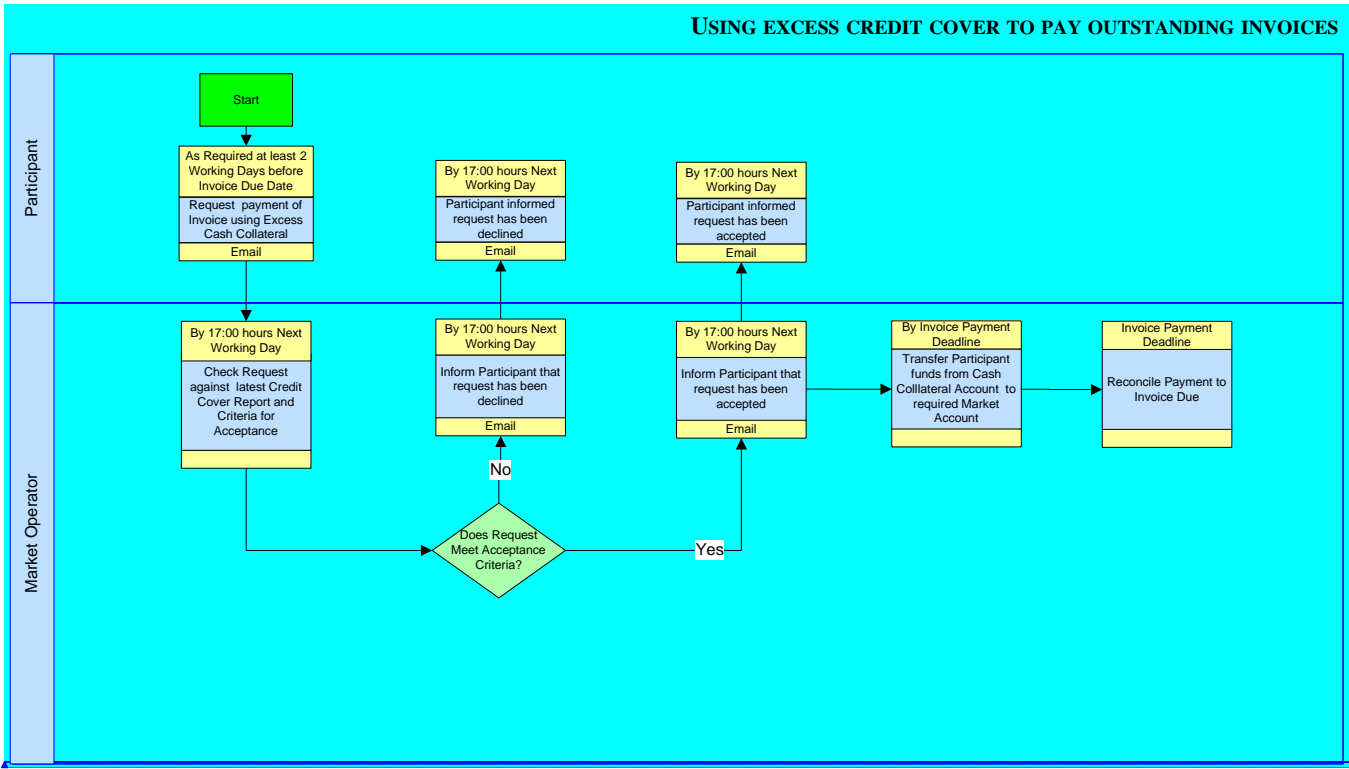 USING EXCESS CREDIT COVER TO PAY OUTSTANDING INVOICES
Participant
Start
As Required at least 2
Working Days before
Invoice Due Date
Request payment of
Invoice using Excess
Cash Collateral
Email
By 17:00 hours Next
Working Day
Participant informed
request has been
declined
Email
By 17:00 hours Next
Working Day
Participant informed
request has been
accepted
Email
Market Operator
By 17:00 hours Next
Working Day
Check Request
against latest Credit
Cover Report and
Criteria for
Acceptance
By 17:00 hours Next
Working Day
Inform Participant that
request has been
declined
Email
By 17:00 hours Next
Working Day
Inform Participant that
request has been
accepted
Email
By Invoice Payment
Deadline
Transfer Participant
funds from Cash
Colllateral Account to
required Market
Account
Invoice Payment
Deadline
Reconcile Payment to
Invoice Due
No
Does Request
Meet Acceptance
Criteria?
Yes